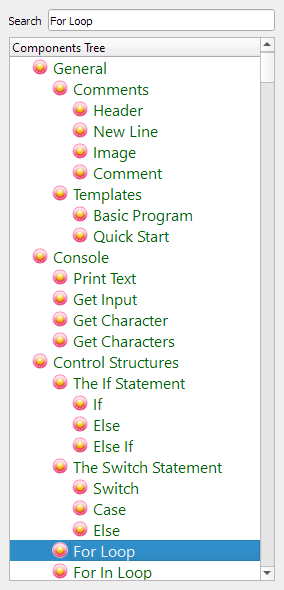 Search For Loop
Components Tree
General
Comments
Header
New Line
Image
Comment
Templates
Basic Program
Quick Start
Console
Print Text
Get Input
Get Character
Get Characters
Control Structures
The If Statement
If
Else
Else If
The Switch Statement
Switch
Case
Else
For Loop
For In Loop